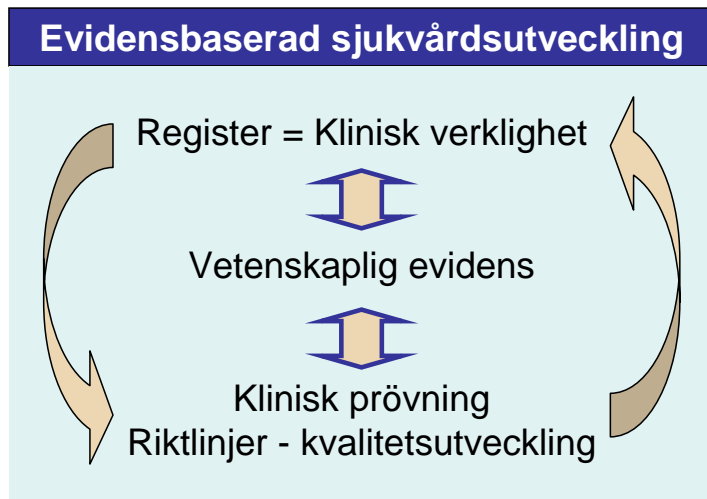 Evidensbaserad sjukvårdsutveckling
Register = Klinisk verklighet
Vetenskaplig evidens
Klinisk prövning
Riktlinjer - kvalitetsutveckling